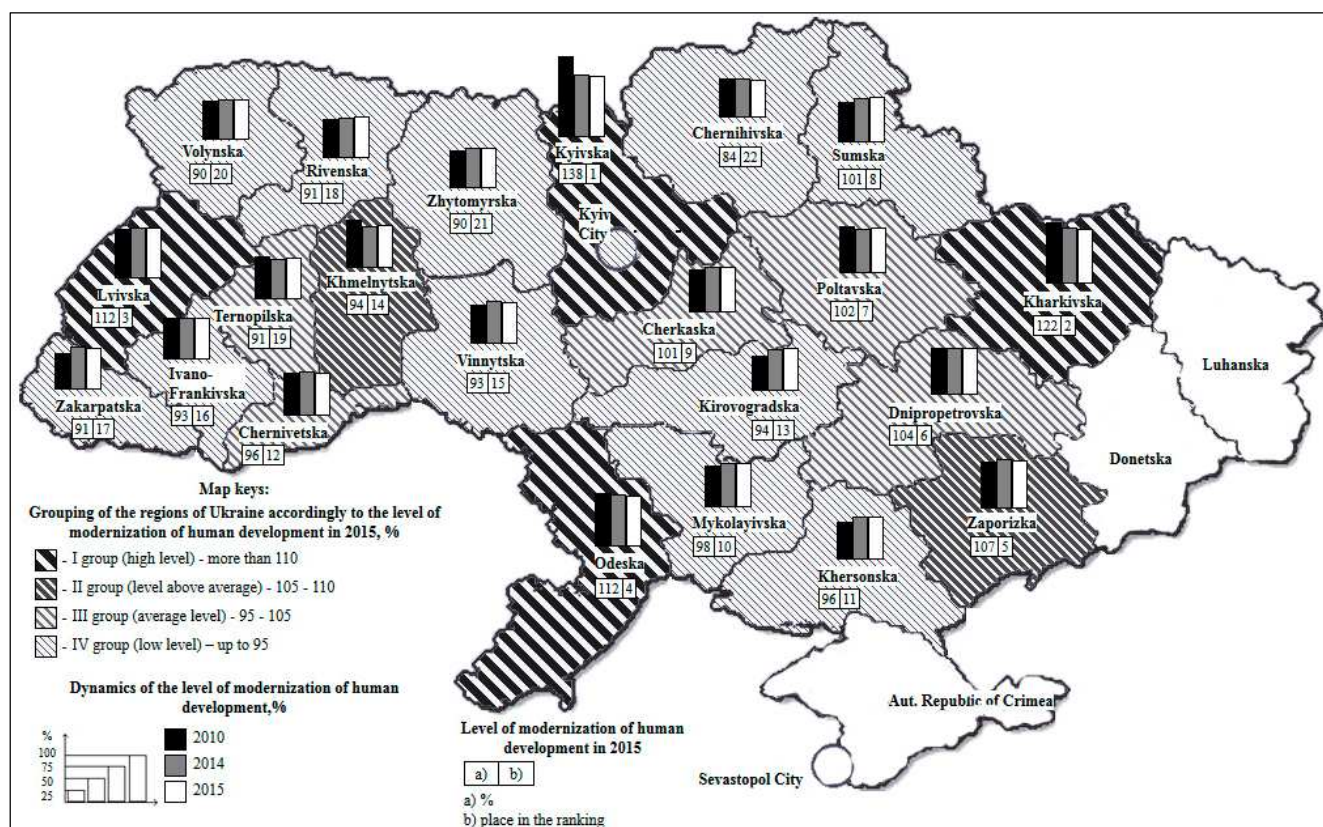 Kyivska
138 1
Kyiv City
Chernihivska
84 22
Sumska
101 8
Volynska
90 20
Rivenska
91 18
Zhytomyrska
90 21
Lvivska
112 3
Ternopilska
91 19
Khmelnytska
94 14
Vinnytska
93 15
Cherkaska
101 9
Poltavska
102 7
Kharkivska
122 2
Luhanska
Zakarpatska
91 17
Ivano-
Frankivska
93 16
Chernivetska
96 12
Kirovogradska
94 13
Dnipropetrovska
104 6
Donetska
Odeska
112 4
Mykolayivska
98 10
Khersonska
96 11
Zaporizka
107 5
Aut. Republic of Crimea
Sevastopol City
Map keys:
Grouping of the regions of Ukraine accordingly to the level of
modernization of human development in 2015, %
- I group (high level) - more than 110
- II group (level above average) - 105 - 110
- III group (average level) - 95 - 105
- IV group (low level) – up to 95
Dynamics of the level of modernization of human
development,%
%
100
75
50
25
2010
2014
2015
Level of modernization of human
development in 2015
a) b)
a) %
b) place in the ranking